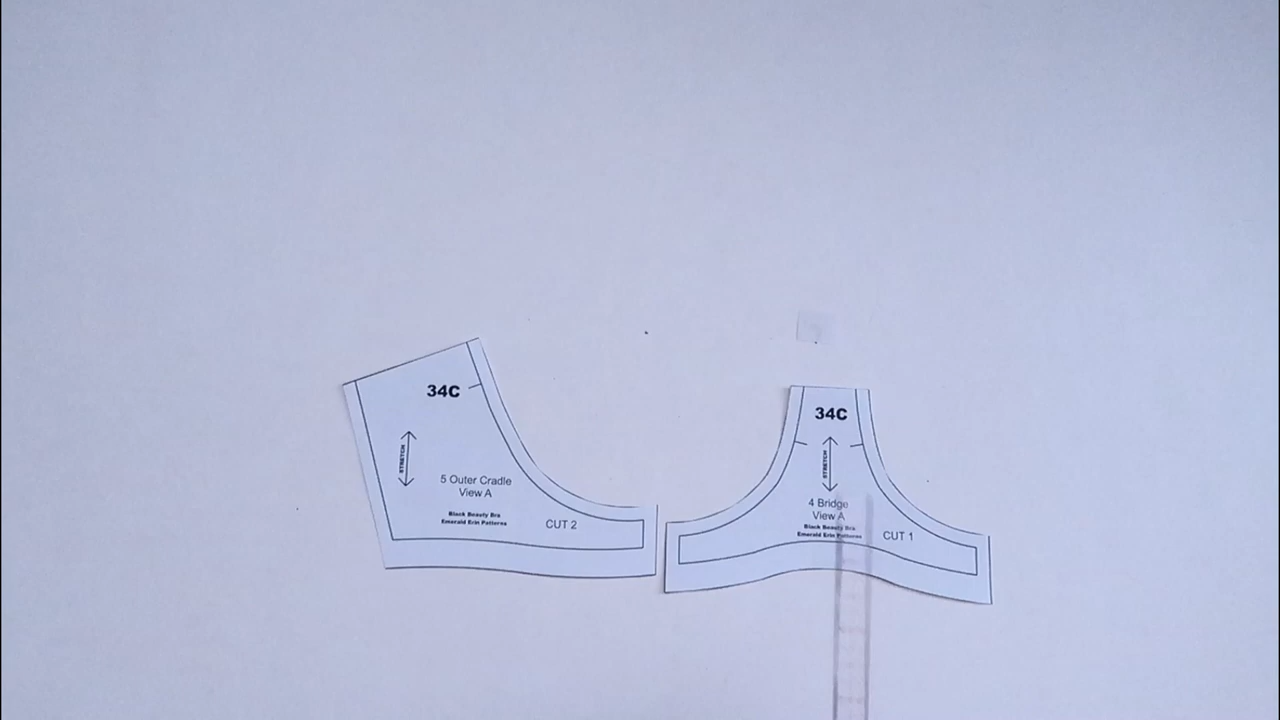 34C
STRETCH
5 Outer Cradle
View A
Black Beauty Bra
Emerald Erin Patterns
CUT 2
34C
STRETCH
4 Bridge
View A
Black Beauty Bra
Emerald Erin Patterns
CUT 1